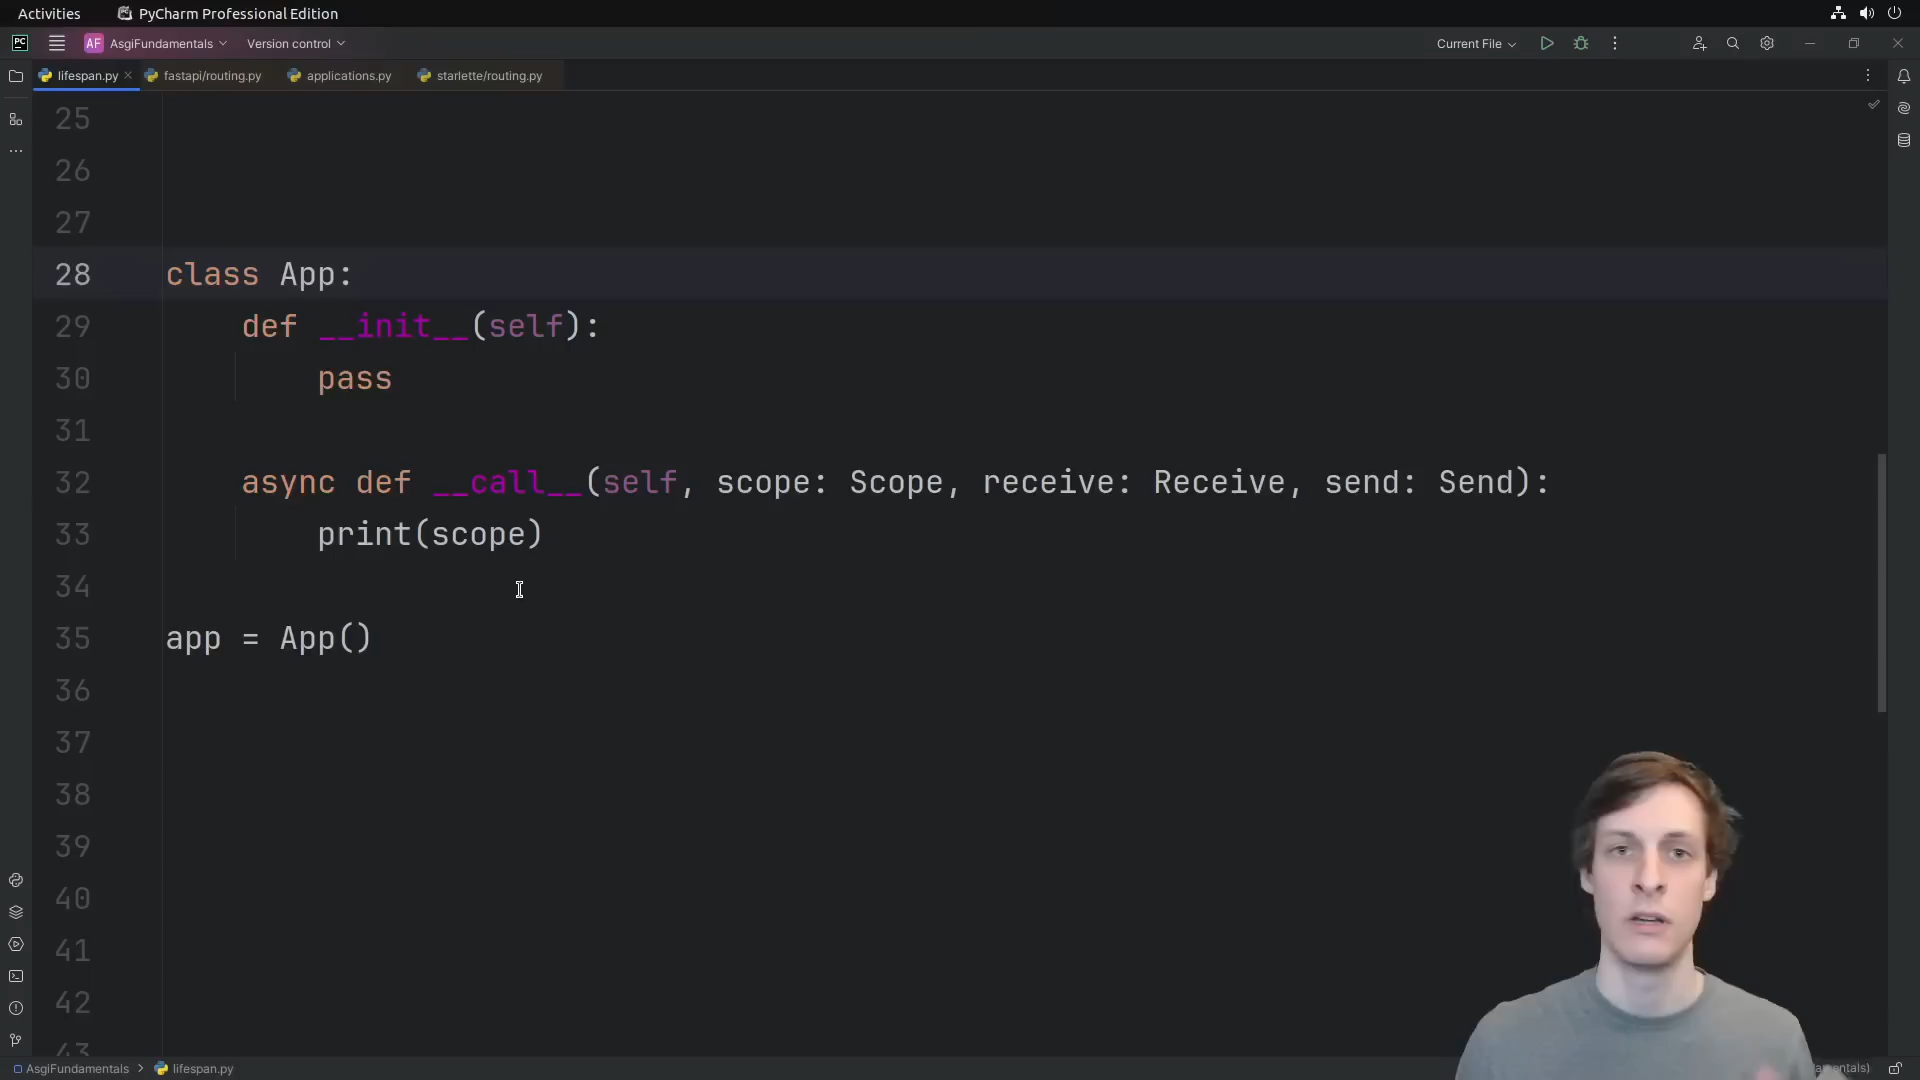 Activities
PyCharm Professional Edition
PC
AF AsgiFundamentals
Version control
Current File
lifespan.py
fastapi/routing.py
applications.py
starlette/routing.py
25
26
27
28 class App:
29 def __init__(self):
30 pass
31
32 async def __call__(self, scope: Scope, receive: Receive, send: Send):
33 print(scope)
34
35 app = App()
36
37
38
39
40
41
42
43
AsgiFundamentals > lifespan.py